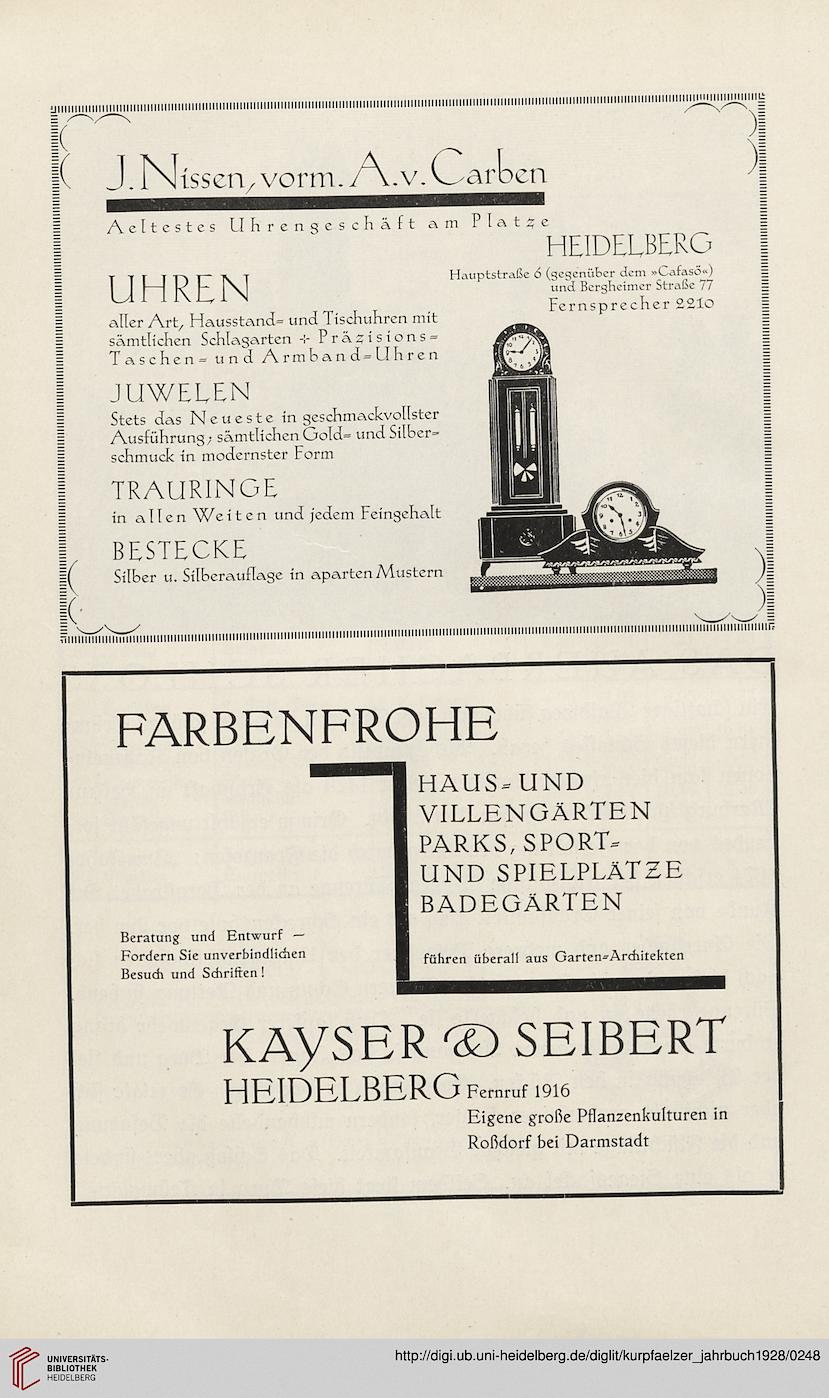 J. Nissen, vorm. A. v. Carben
Aeltestes Uhrengeschäft am Platze
HEIDELBERG
Hauptstraße 6 (gegenüber dem »Cafasö«)
und Bergheimer Straße 77
Fernsprecher 2210
UHREN
aller Art, Hausstand= und Tischuhren mit
sämtlichen Schlagarten ⁘ Präzisions=
Taschen= und Armband=Uhren
JUWELEN
Stets das Neueste in geschmackvollster
Ausführung; sämtlichen Gold= und Silber=
schmuck in modernster Form
TRAURINGE
in allen Weiten und jedem Feingehalt
BESTECKE
Silber u. Silberauflage in aparten Mustern
FARBENFROHE
HAUS= UND
VILLENGÄRTEN
PARKS, SPORT=
UND SPIELPLÄTZE
BADEGÄRTEN
Beratung und Entwurf —
Fordern Sie unverbindlichen
Besuch und Schriften!
führen überall aus Garten=Architekten
KAYSER & SEIBERT
HEIDELBERG Fernruf 1916
Eigene große Pflanzenkulturen in
Roßdorf bei Darmstadt
UNIVERSITÄTS-
BIBLIOTHEK
HEIDELBERG
http://digi.ub.uni-heidelberg.de/diglit/kurpfaelzer_jahrbuch1928/0248